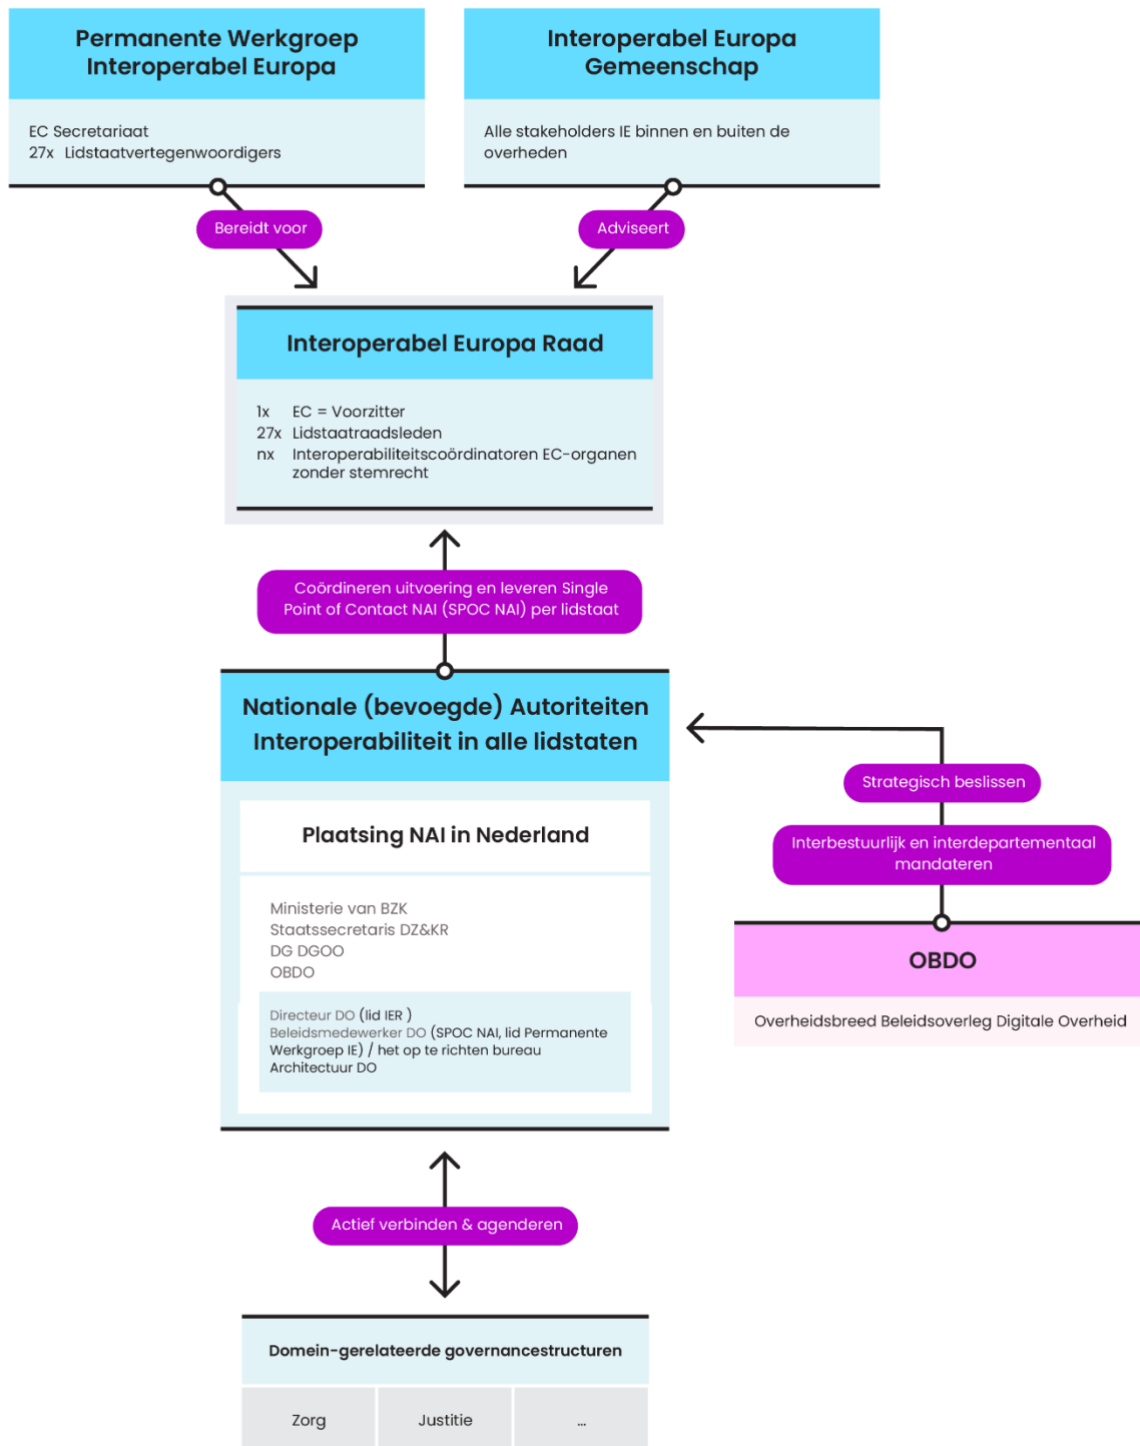 Permanente Werkgroep
Interoperabel Europa
EC Secretariaat
27x Lidstaatvertegenwoordigers
Interoperabel Europa
Gemeenschap
Alle stakeholders IE binnen en buiten de
overheden
Bereidt voor
Adviseert
Interoperabel Europa Raad
1x EC = Voorzitter
27x Lidstaatraadsleden
nx Interoperabiliteitscoördinatoren EC-organen
zonder stemrecht
Coördineren uitvoering en leveren Single
Point of Contact NAI (SPOC NAI) per lidstaat
Nationale (bevoegde) Autoriteiten
Interoperabiliteit in alle lidstaten
Plaatsing NAI in Nederland
Ministerie van BZK
Staatssecretaris DZ&KR
DG DGOO
OBDO
Directeur DO (lid IER )
Beleidsmedewerker DO (SPOC NAI, lid Permanente
Werkgroep IE) / het op te richten bureau
Architectuur DO
Strategisch beslissen
Interbestuurlijk en interdepartementaal
mandateren
OBDO
Overheidsbreed Beleidsoverleg Digitale Overheid
Actief verbinden & agenderen
Domein-gerelateerde governancestructuren
Zorg
Justitie
...